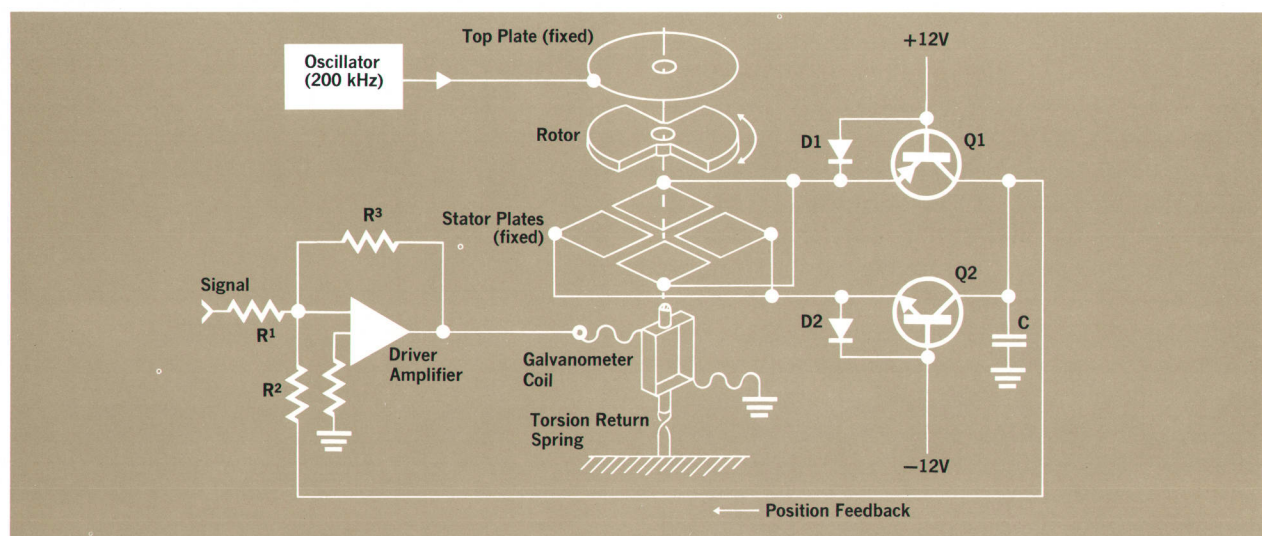 Top Plate (fixed)
+12V
Oscillator
(200 kHz)
Rotor
D1
Q1
R³
Stator Plates
(fixed)
Signal
Q2
R¹
D2
C
Driver
Amplifier
Galvanometer
Coil
R²
Torsion Return
Spring
—12V
Position Feedback